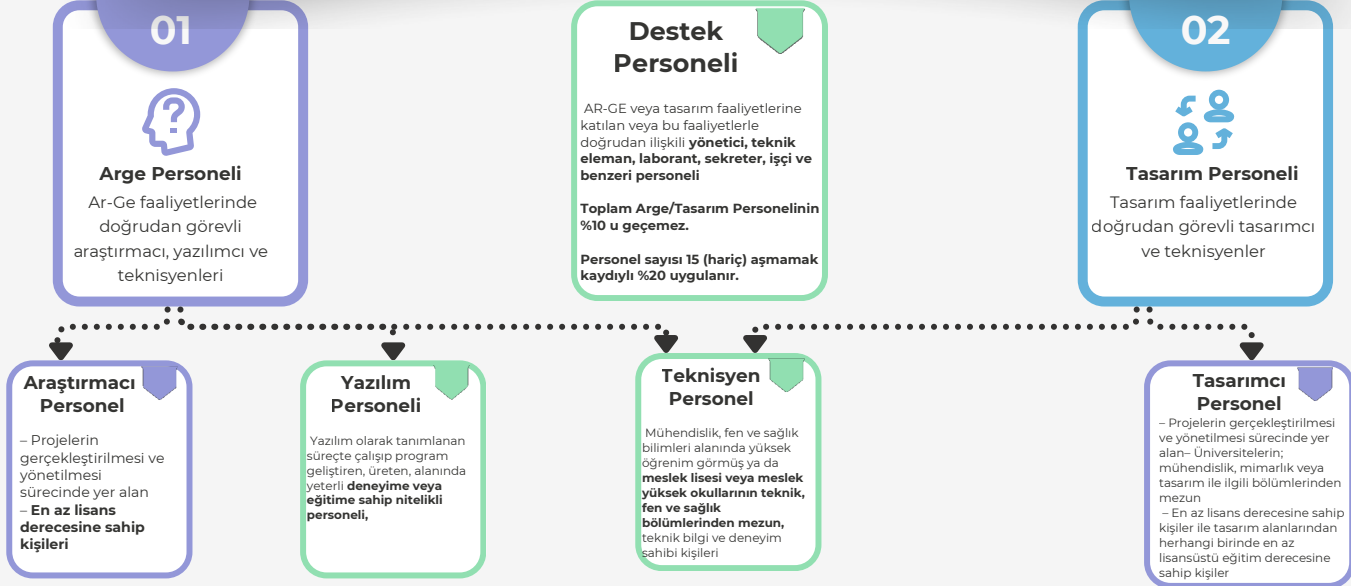 01
Arge Personeli
Ar-Ge faaliyetlerinde
doğrudan görevli
araştırmacı, yazılımcı ve
teknisyenleri
Destek
Personeli
AR-GE veya tasarım faaliyetlerine
katılan veya bu faaliyetlerle
doğrudan ilişkili yönetici, teknik
eleman, laborant, sekreter, işçi ve
benzeri personeli
Toplam Arge/Tasarım Personelinin
%10 u geçemez.
Personel sayısı 15 (hariç) aşmamak
kaydıylı %20 uygulanır.
02
Tasarım Personeli
Tasarım faaliyetlerinde
doğrudan görevli tasarımcı
ve teknisyenler
Araştırmacı
Personel
– Projelerin
gerçekleştirilmesi ve
yönetilmesi
sürecinde yer alan
– En az lisans
derecesine sahip
kişileri
Yazılım
Personeli
Yazılım olarak tanımlanan
süreçte çalışıp program
geliştiren, üreten, alanında
yeterli deneyime veya
eğitime sahip nitelikli
personeli,
Teknisyen
Personel
Mühendislik, fen ve sağlık
bilimleri alanında yüksek
öğrenim görmüş ya da
meslek lisesi veya meslek
yüksek okullarının teknik,
fen ve sağlık
bölümlerinden mezun,
teknik bilgi ve deneyim
sahibi kişileri
Tasarımcı
Personel
– Projelerin gerçekleştirilmesi
ve yönetilmesi sürecinde yer
alan– Üniversitelerin;
mühendislik, mimarlık veya
tasarım ile ilgili bölümlerinden
mezun
– En az lisans derecesine sahip
kişiler ile tasarım alanlarından
herhangi birinde en az
lisansüstü eğitim derecesine
sahip kişiler